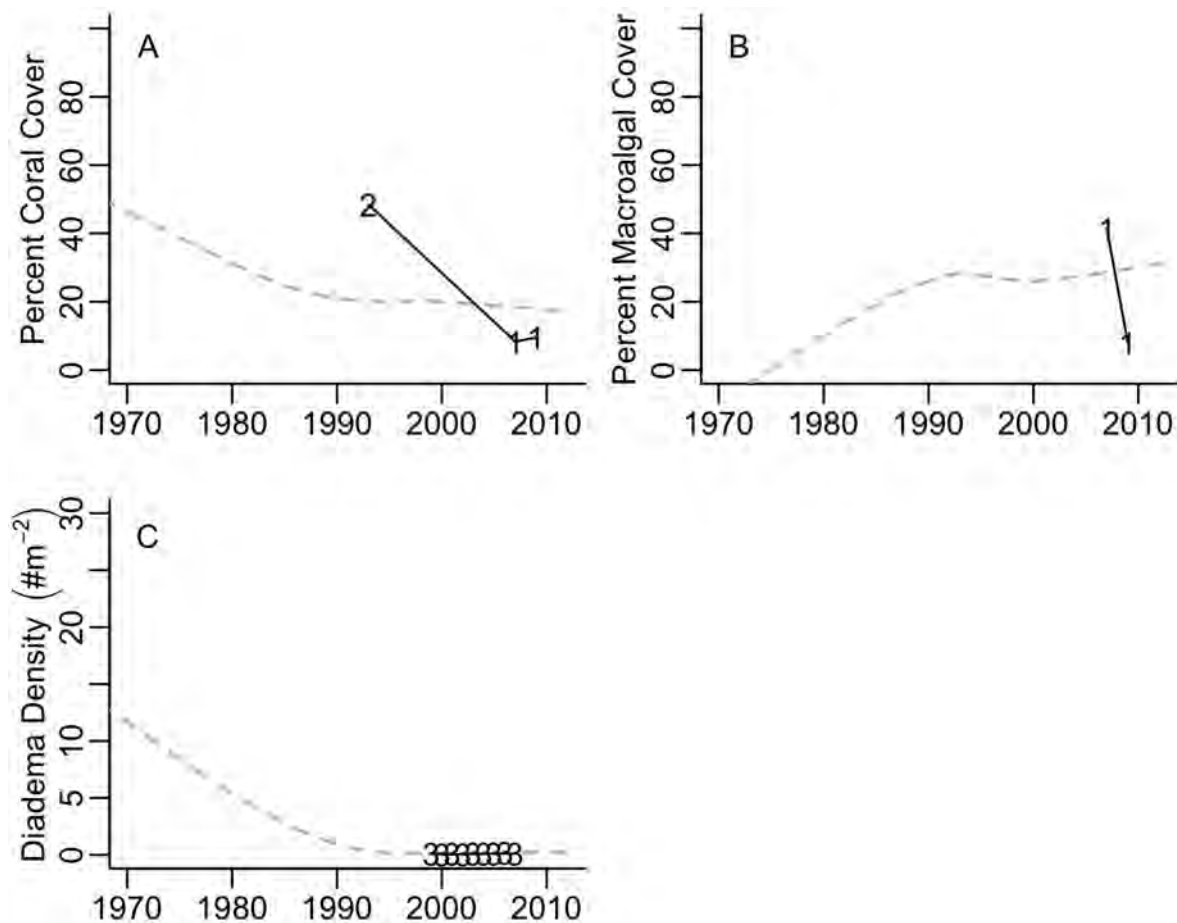 A
Percent Coral Cover
0 20 40 60 80
2
1 1
1970 1980 1990 2000 2010
B
Percent Macroalgal Cover
0 20 40 60 80
1
1
1970 1980 1990 2000 2010
C
Diadema Density (#m⁻²)
0 5 10 20 30
333333333
1970 1980 1990 2000 2010